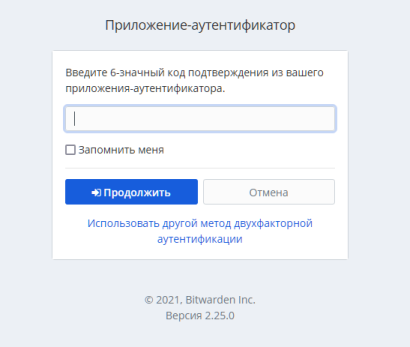 Приложение-аутентификатор
Введите 6-значный код подтверждения из вашего
приложения-аутентификатора.
Запомнить меня
Продолжить
Отмена
Использовать другой метод двухфакторной
аутентификации
© 2021, Bitwarden Inc.
Версия 2.25.0